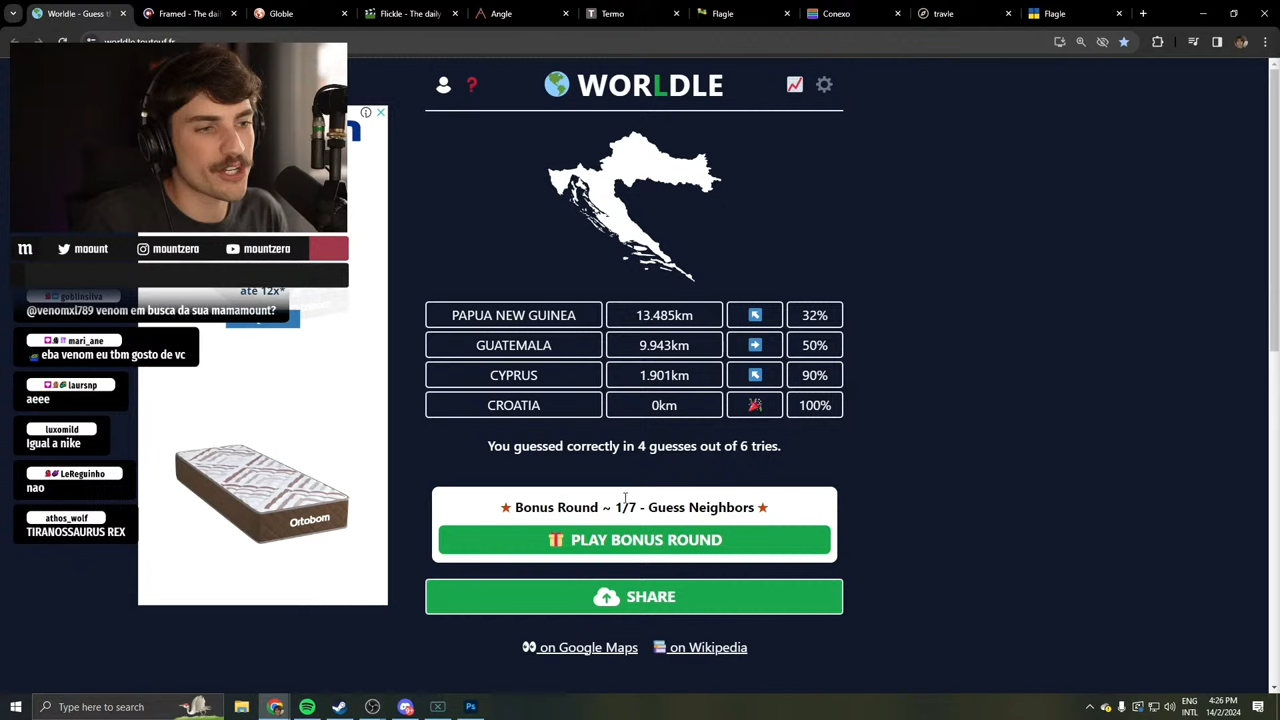 Worldle - Guess t
Framed - The dai
Globle
Flickle - The daily
Angle
Termo
Flagle
Conexo
travle
Flagle
WORLDLE
m
moount
mountzera
mountzera
até 12x*
goblinsilva
@venomxl789 venom em busca da sua mamamount?
mari_ane
eba venom eu tbm gosto de vc
laursnp
aeee
luxomild
Igual a nike
LeReguinho
nao
athos_wolf
TIRANOSSAURUS REX
Ortobom
PAPUA NEW GUINEA 13.485km 32%
GUATEMALA 9.943km 50%
CYPRUS 1.901km 90%
CROATIA 0km 100%
You guessed correctly in 4 guesses out of 6 tries.
★ Bonus Round ~ 1/7 - Guess Neighbors ★
PLAY BONUS ROUND
SHARE
on Google Maps on Wikipedia
Type here to search
ENG
INTL
4:26 PM
14/2/2024